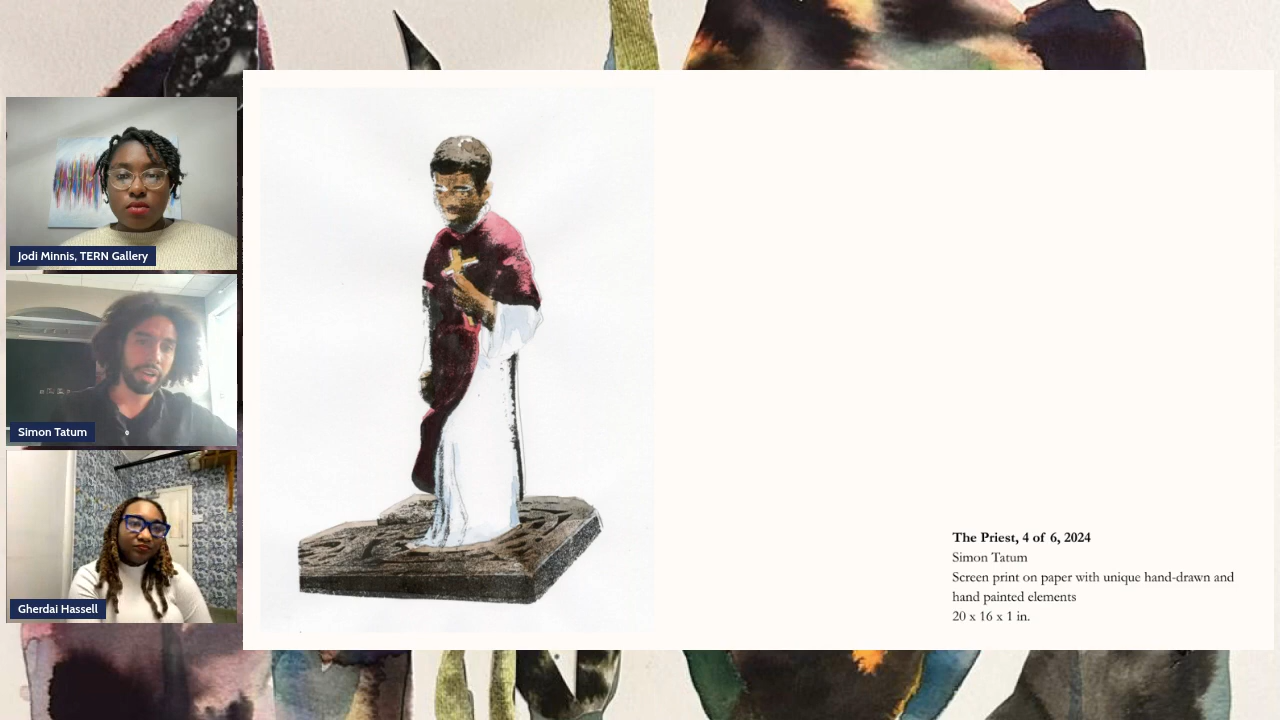 Jodi Minnis, TERN Gallery
Simon Tatum
Gherdai Hassell
The Priest, 4 of 6, 2024
Simon Tatum
Screen print on paper with unique hand-drawn and
hand painted elements
20 x 16 x 1 in.